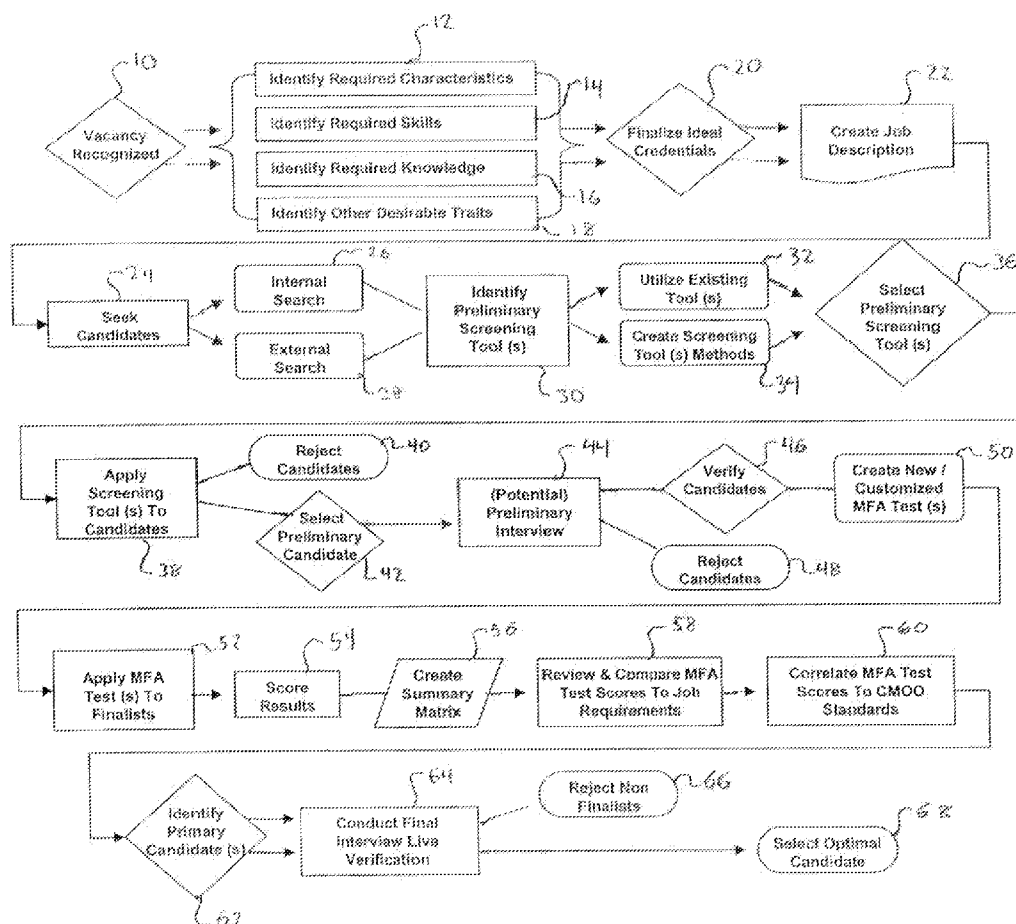 12
10
Identify Required Characteristics
14
20
22
Vacancy
Recognized
Identify Required Skills
Finalize Ideal
Credentials
Create Job
Description
Identify Required Knowledge
16
Identify Other Desirable Traits
18
24
26
32
36
Seek
Candidates
Internal
Search
Identify
Preliminary
Screening
Tool (s)
Utilize Existing
Tool (s)
Select
Preliminary
Screening
Tool (s)
External
Search
Create Screening
Tool (s) Methods
28
30
34
40
44
46
50
Reject
Candidates
Apply
Screening
Tool (s) To
Candidates
Verify
Candidates
Create New /
Customized
MFA Test (s)
(Potential)
Preliminary
Interview
Select
Preliminary
Candidate
38
42
Reject
Candidates
48
52
54
56
58
60
Apply MFA
Test (s) To
Finalists
Score
Results
Create
Summary
Matrix
Review & Compare MFA
Test Scores To Job
Requirements
Correlate MFA Test
Scores To CMOO
Standards
64
66
68
Identify
Primary
Candidate (s)
Conduct Final
Interview Live
Verification
Reject Non
Finalists
Select Optimal
Candidate
62